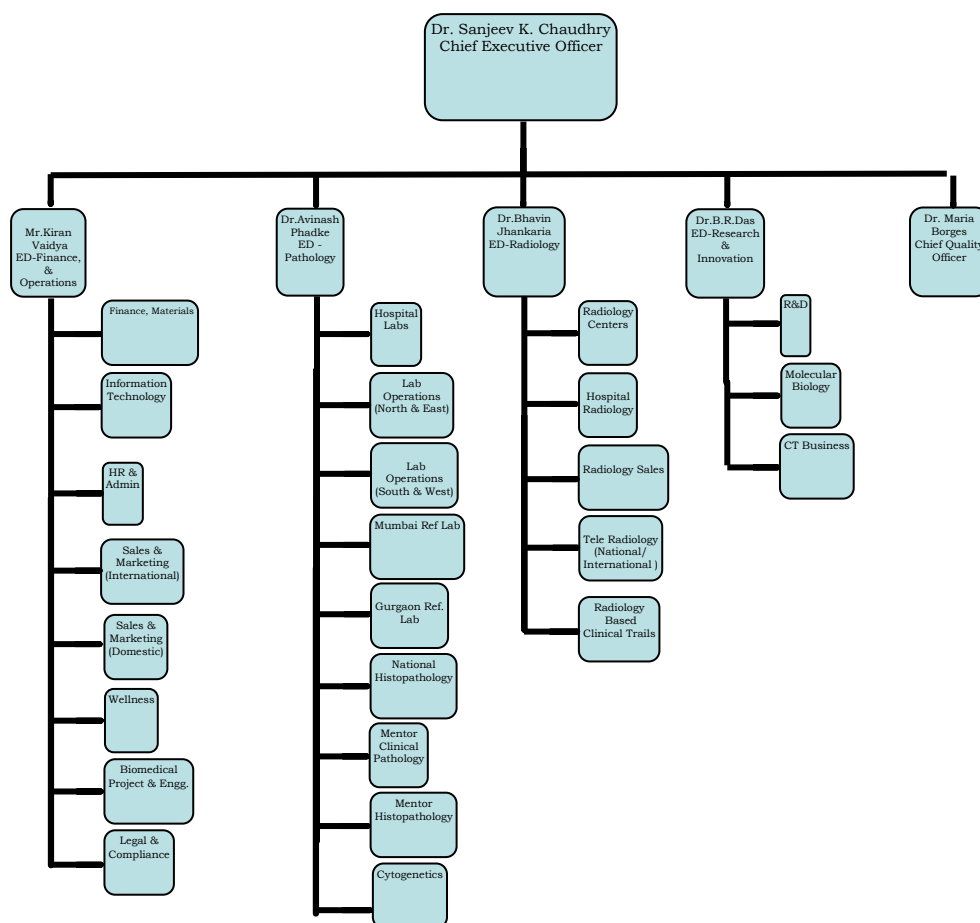 Dr. Sanjeev K. Chaudhry
Chief Executive Officer
Mr.Kiran
Vaidya
ED-Finance,
&
Operations
Finance, Materials
Information
Technology
HR &
Admin
Sales &
Marketing
(International)
Sales &
Marketing
(Domestic)
Wellness
Biomedical
Project & Engg.
Legal &
Compliance
Dr.Avinash
Phadke
ED -
Pathology
Hospital
Labs
Lab
Operations
(North & East)
Lab
Operations
(South & West)
Mumbai Ref Lab
Gurgaon Ref.
Lab
National
Histopathology
Mentor
Clinical
Pathology
Mentor
Histopathology
Cytogenetics
Dr.Bhavin
Jhankaria
ED-Radiology
Radiology
Centers
Hospital
Radiology
Radiology Sales
Tele Radiology
(National/
International )
Radiology
Based
Clinical Trails
Dr.B.R.Das
ED-Research
&
Innovation
R&D
Molecular
Biology
CT Business
Dr. Maria
Borges
Chief Quality
Officer